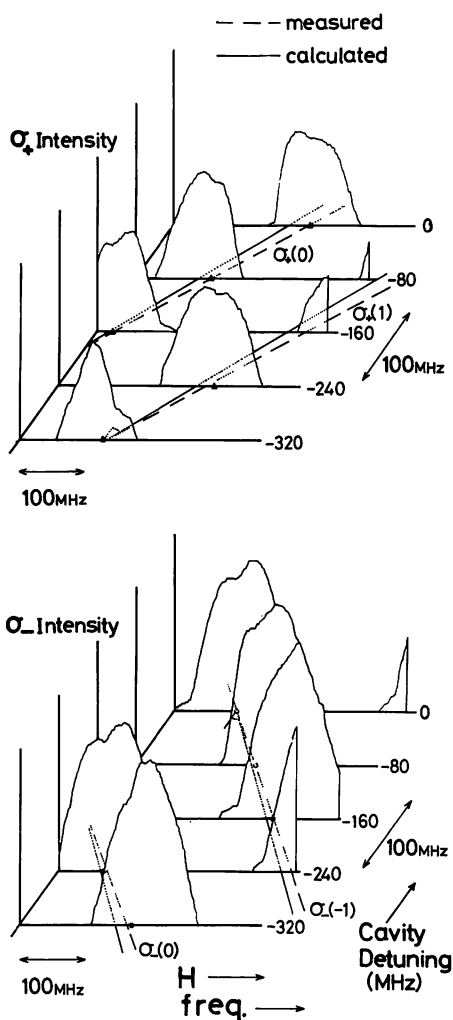 measured
calculated
σ₊ Intensity
0
σ₊(0)
-80
σ₊(1)
-160
100MHz
-240
-320
100MHz
σ₋ Intensity
0
-80
-160
100MHz
-240
σ₋(-1)
-320
σ₋(0)
Cavity
Detuning
(MHz)
100MHz
H
freq.